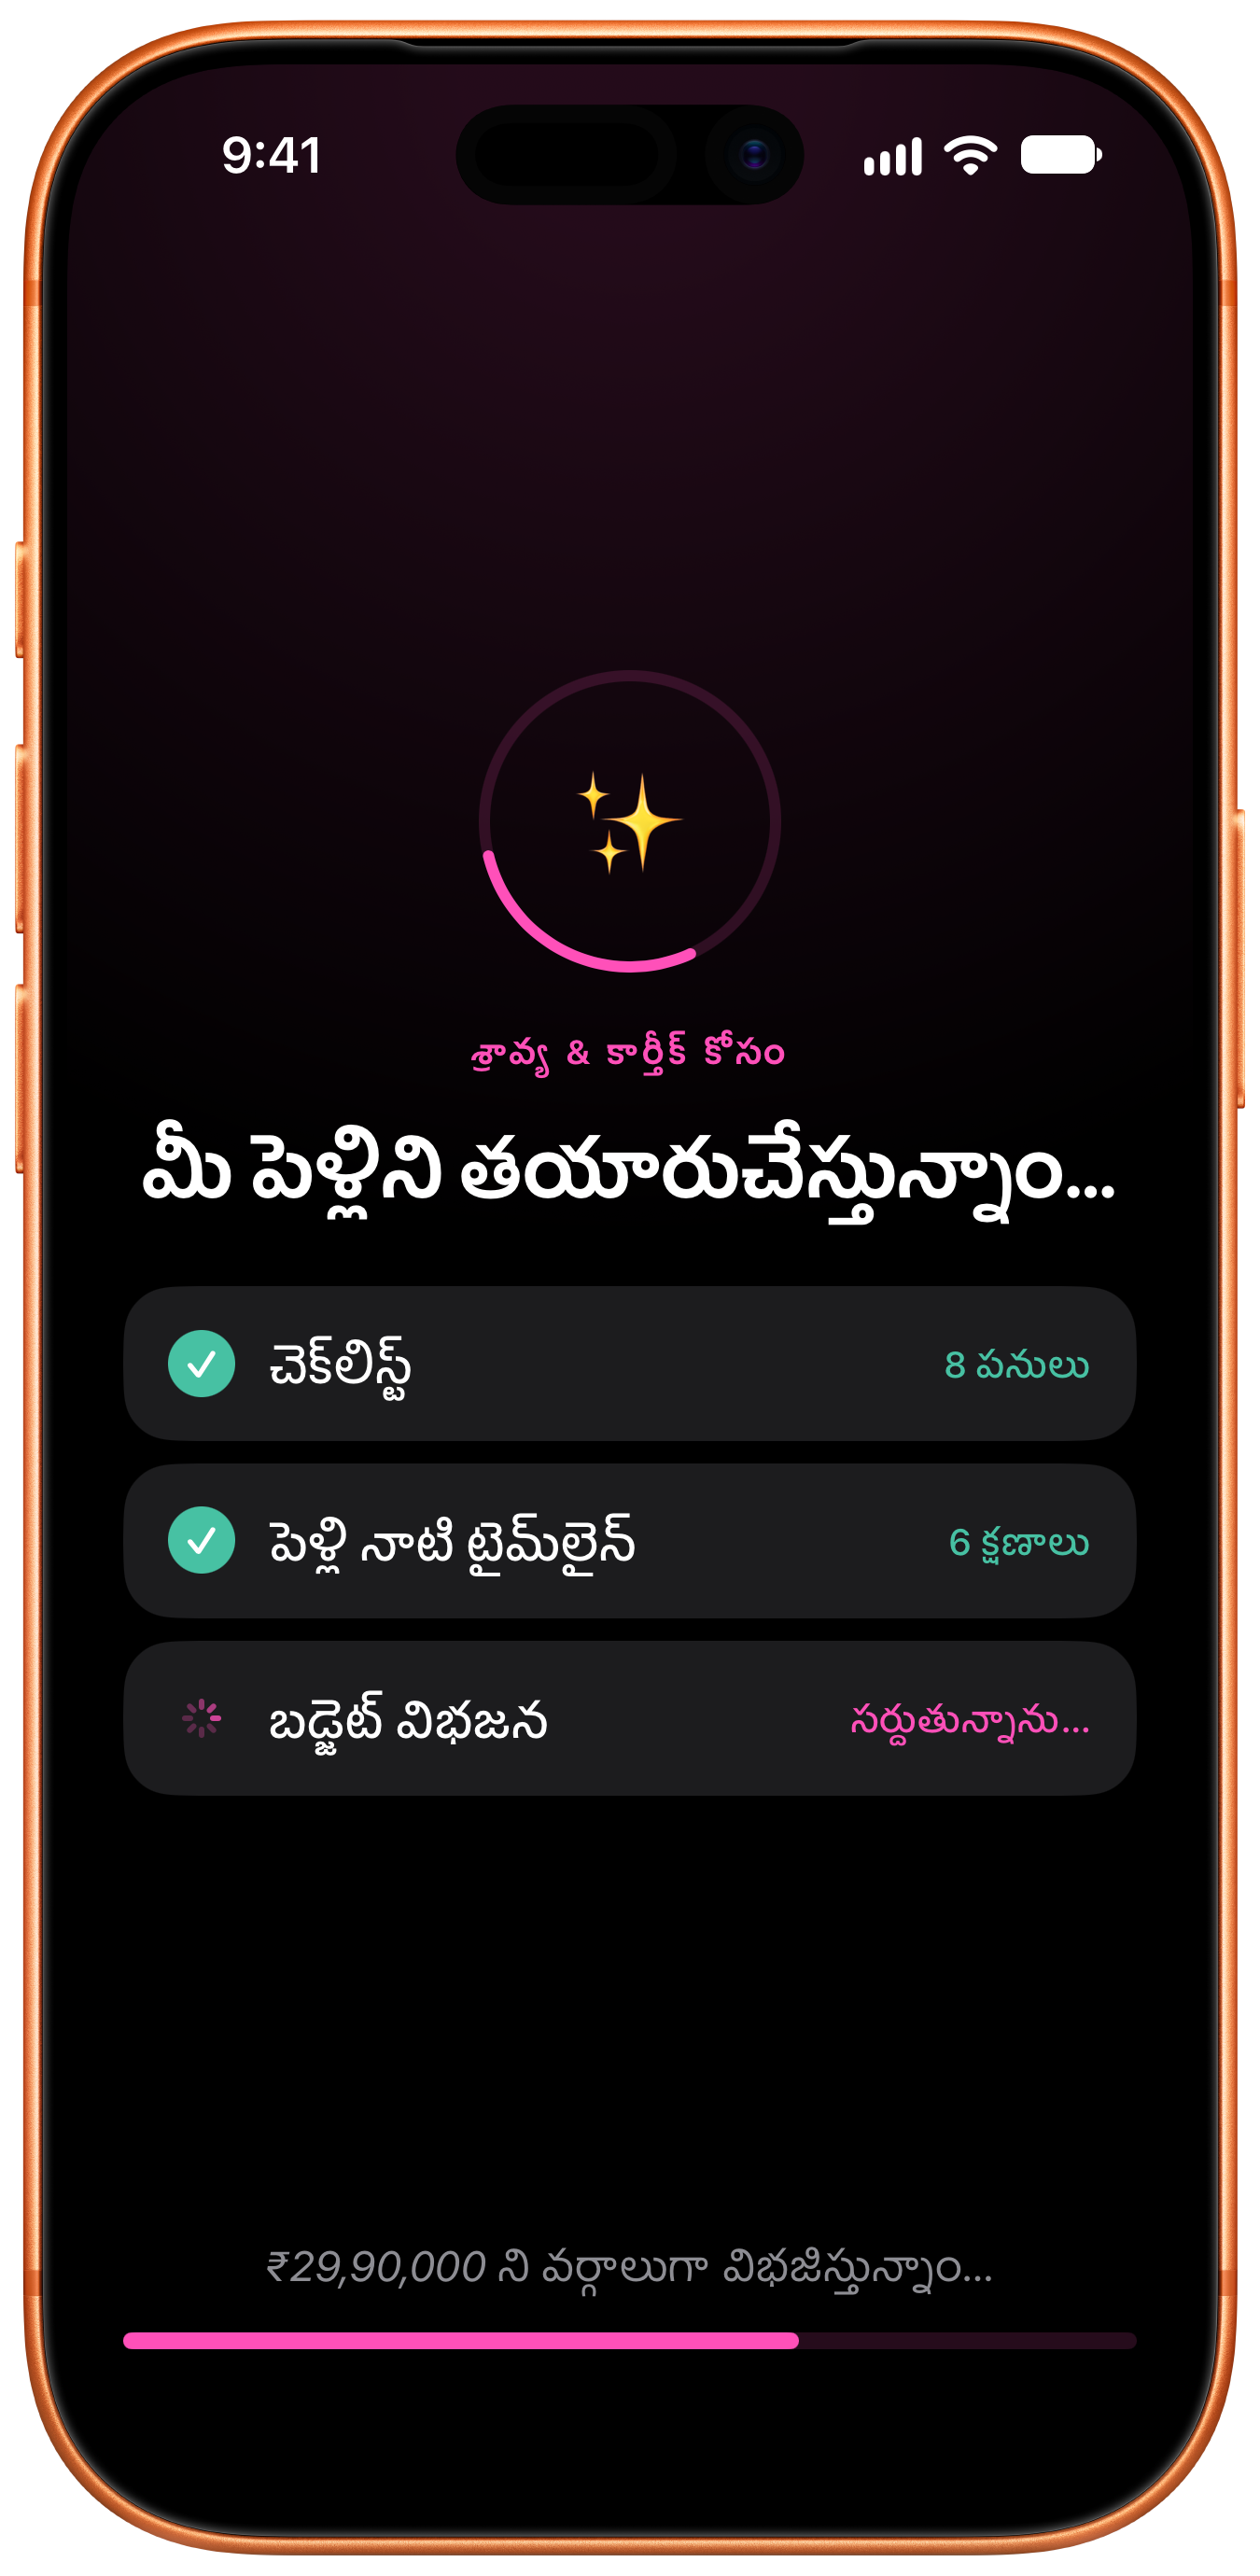 9:41
శ్రావ్య & కార్తీక్ కోసం
మీ పెళ్లిని తయారుచేస్తున్నాం...
చెక్‌లిస్ట్
8 పనులు
పెళ్లి నాటి టైమ్‌లైన్
6 క్షణాలు
బడ్జెట్ విభజన
సర్దుతున్నాను...
₹29,90,000 ని వర్గాలుగా విభజిస్తున్నాం...